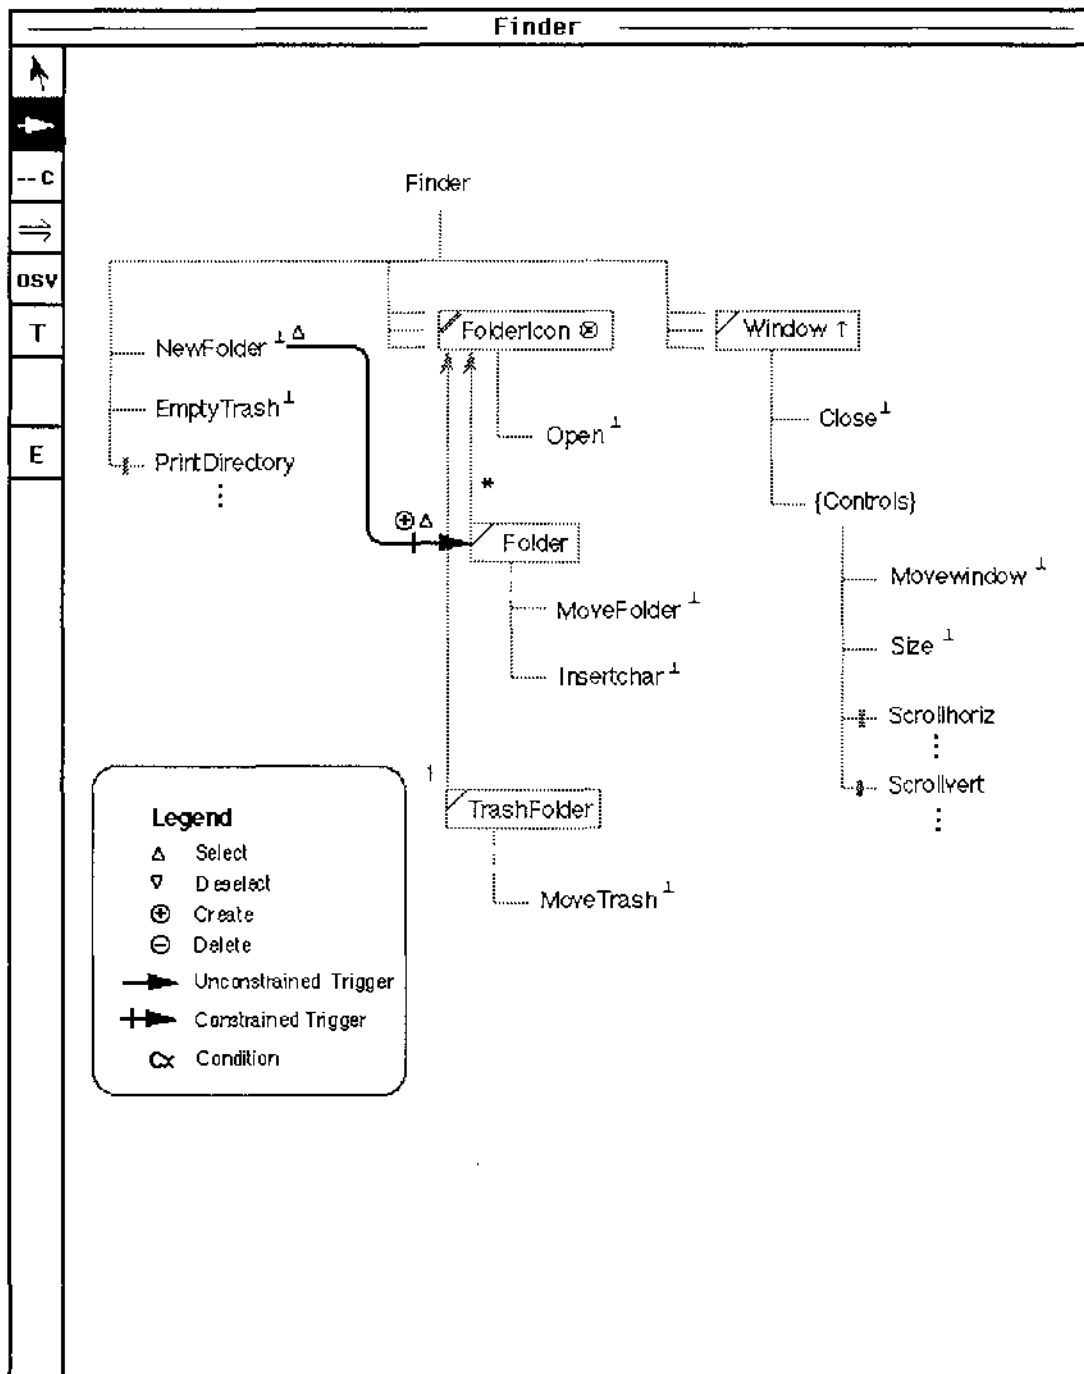 Finder
-- C
OSV
T
E
Finder
NewFolder ⊥
FolderIcon ⊗
Window ↑
EmptyTrash ⊥
Open ⊥
Close ⊥
PrintDirectory
⋮
*
{Controls}
Folder
Movewindow ⊥
MoveFolder ⊥
Size ⊥
Insertchar ⊥
Scrollhoriz
⋮
†
Scrollvert
⋮
TrashFolder
MoveTrash ⊥
Legend
△ Select
▽ Deselect
⊕ Create
⊖ Delete
Unconstrained Trigger
Constrained Trigger
Cx Condition